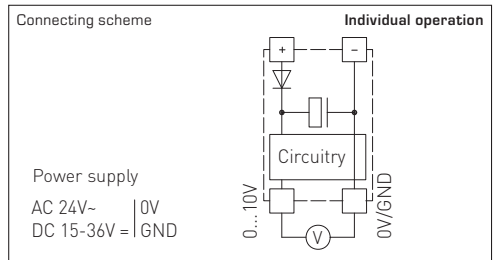 Connecting scheme
Individual operation
+ −
Circuitry
Power supply
AC 24V~ 0V
DC 15-36V = GND
0...10V
0V/GND
V